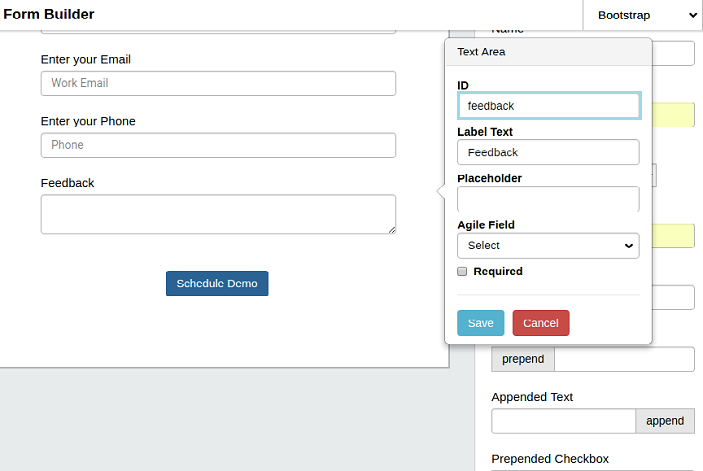 Form Builder
Bootstrap
Name
Enter your Email
Work Email
Enter your Phone
Phone
Feedback
Schedule Demo
Text Area
ID
feedback
Label Text
Feedback
Placeholder
Agile Field
Select
Required
Save
Cancel
prepend
Appended Text
append
Prepended Checkbox